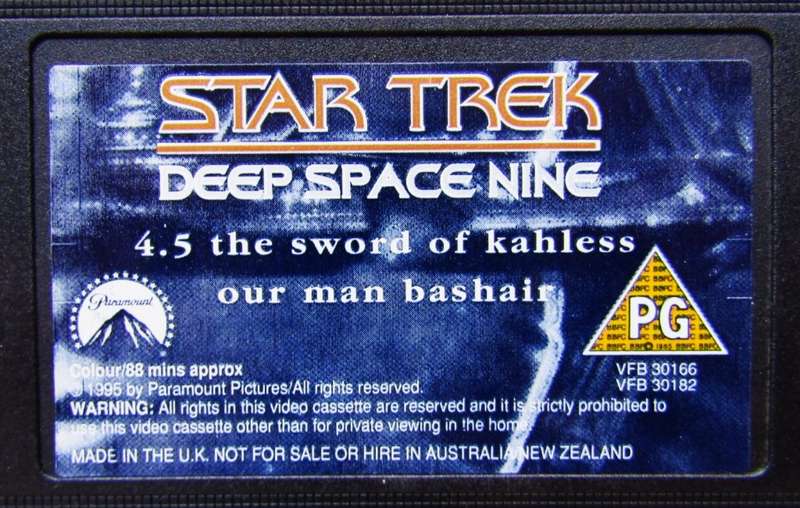 STAR TREK
DEEP SPACE NINE
4.5 the sword of kahless
our man bashair
Paramount
PG
BBFC © 1985
VFB 30166
VFB 30182
Colour/88 mins approx
© 1995 by Paramount Pictures/All rights reserved.
WARNING: All rights in this video cassette are reserved and it is strictly prohibited to
use this video cassette other than for private viewing in the home.
MADE IN THE U.K. NOT FOR SALE OR HIRE IN AUSTRALIA/NEW ZEALAND